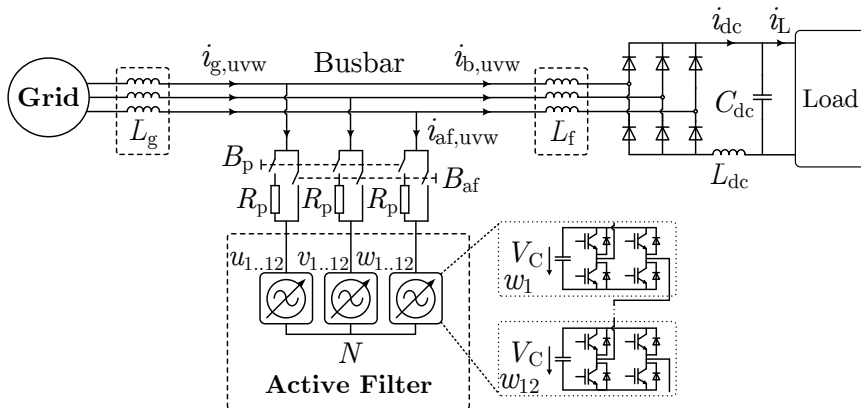 i_g,uvw Busbar i_b,uvw i_dc i_L
Grid
L_g L_f C_dc Load
i_af,uvw
B_p
L_dc
B_af
R_p R_p R_p
u_1..12 v_1..12 w_1..12
V_C
w_1
N
V_C
w_12
Active Filter